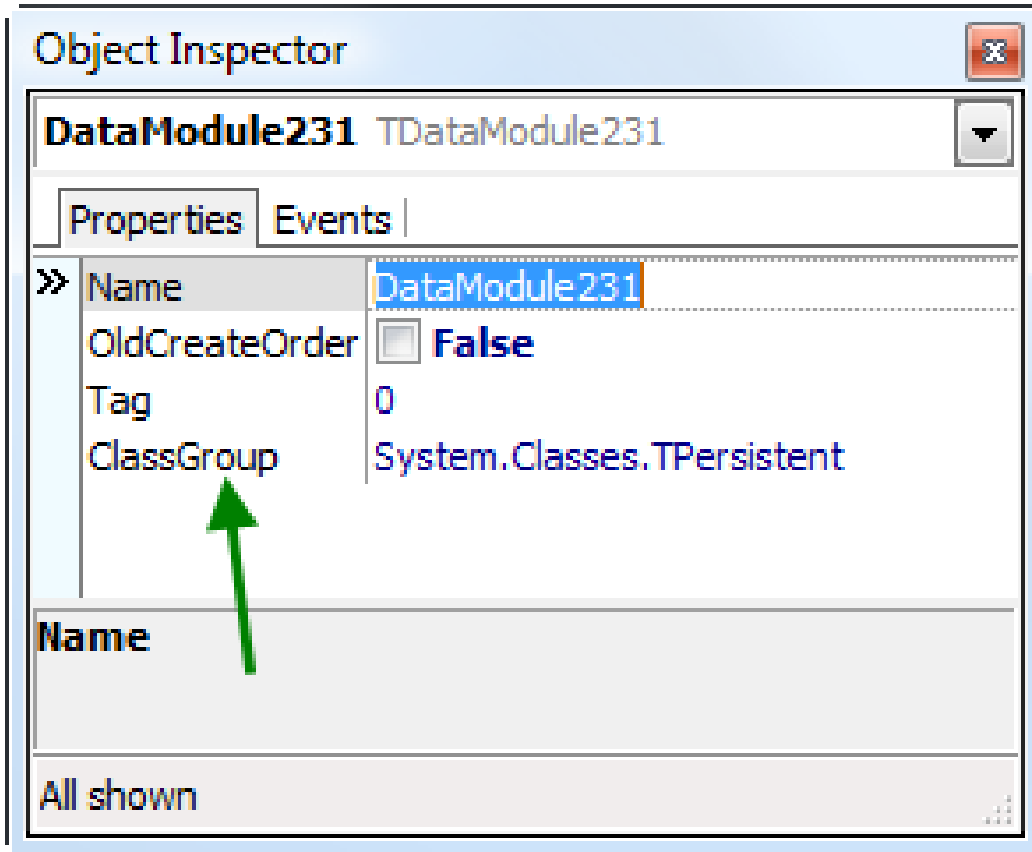 Object Inspector
DataModule231 TDataModule231
Properties Events
Name DataModule231
OldCreateOrder False
Tag 0
ClassGroup System.Classes.TPersistent
Name
All shown